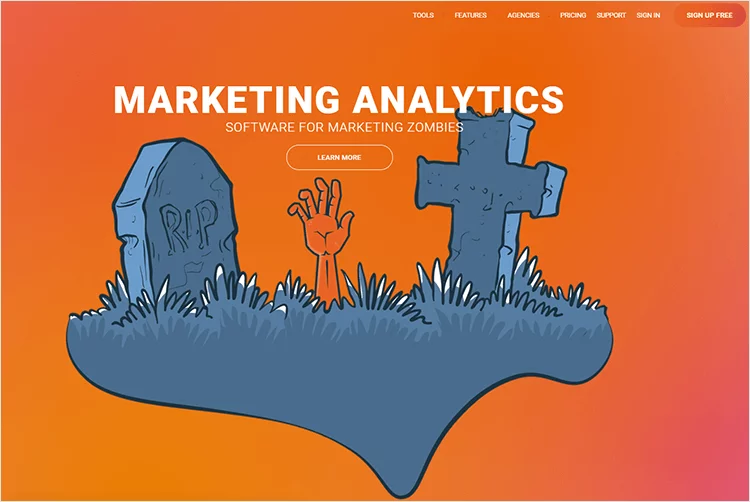 TOOLS FEATURES AGENCIES PRICING SUPPORT SIGN IN SIGN UP FREE
MARKETING ANALYTICS
SOFTWARE FOR MARKETING ZOMBIES
LEARN MORE
RIP